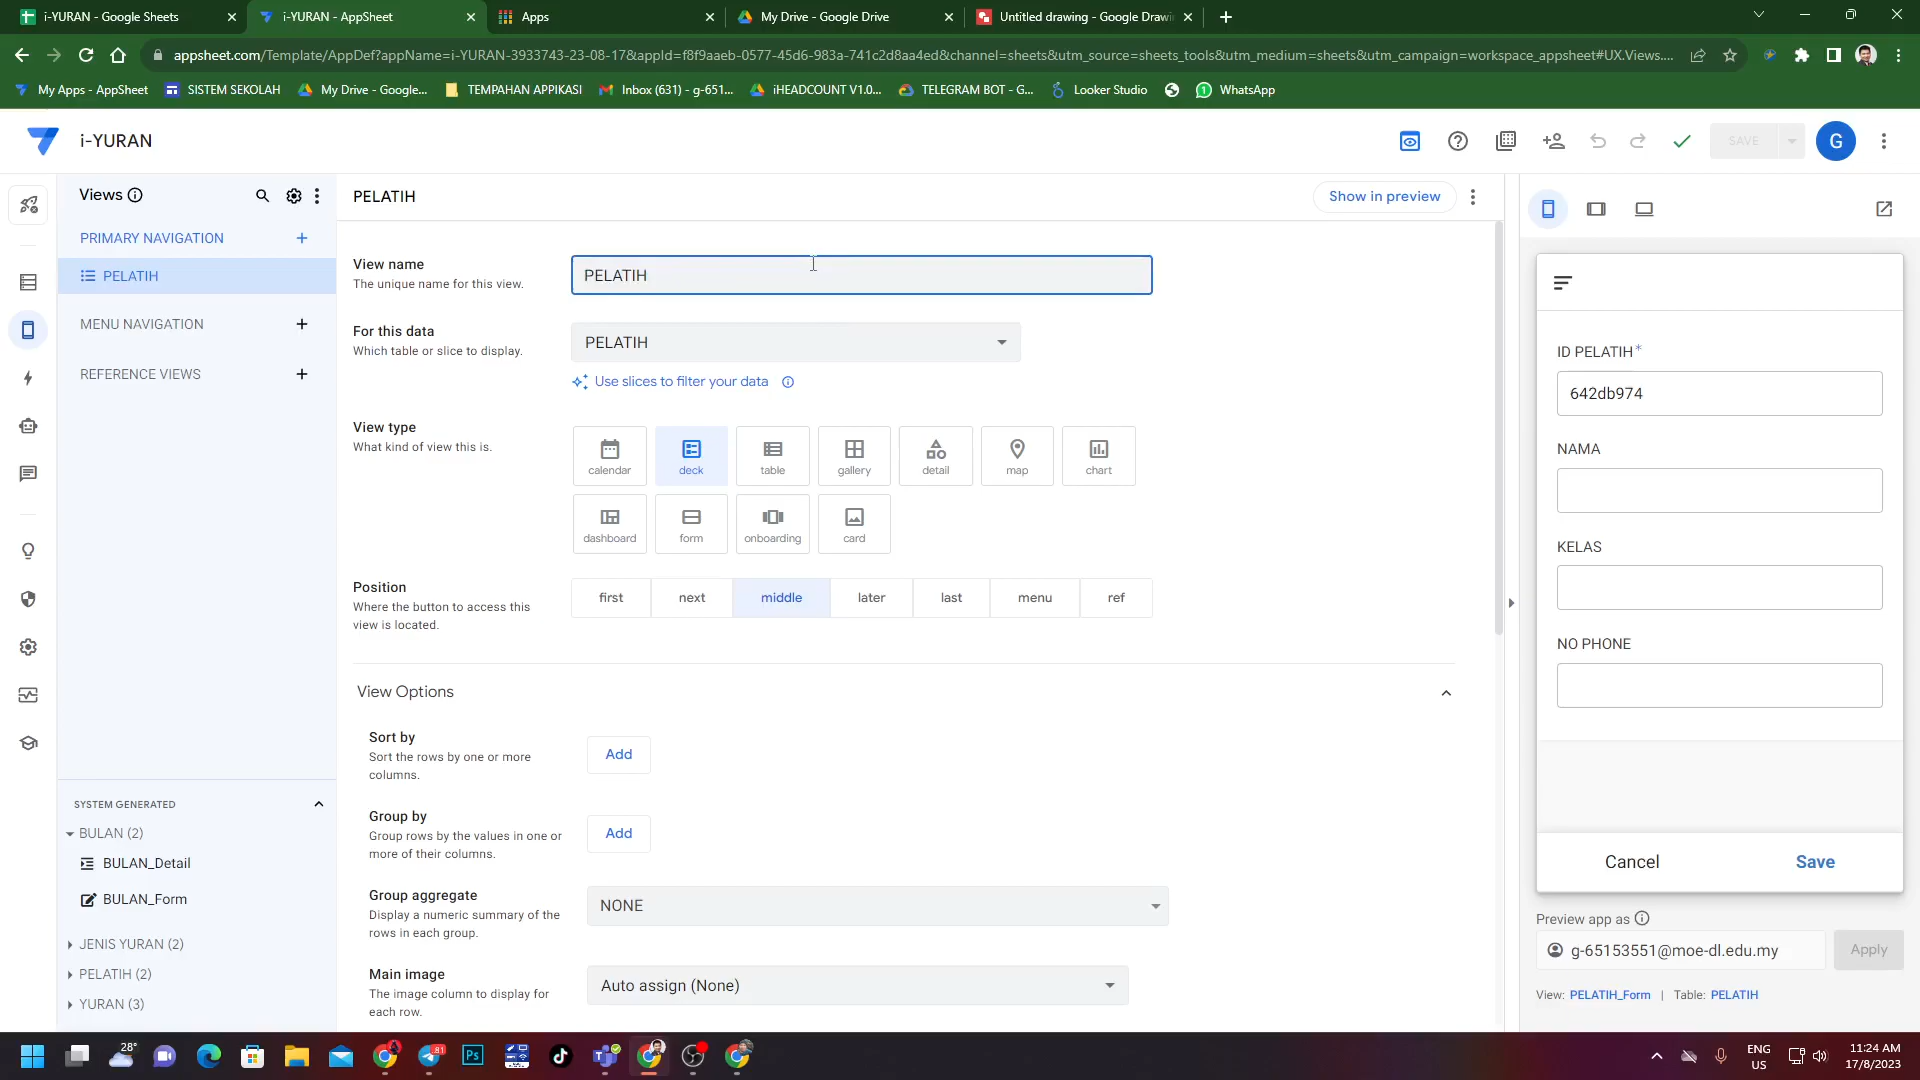 i-YURAN - Google Sheets
i-YURAN - AppSheet
Apps
My Drive - Google Drive
Untitled drawing - Google Drawi
appsheet.com/Template/AppDef?appName=i-YURAN-3933743-23-08-17&appId=f8f9aaeb-0577-45d6-983a-741c2d8aa4ed&channel=sheets&utm_source=sheets_tools&utm_medium=sheets&utm_campaign=workspace_appsheet#UX.Views....
My Apps - AppSheet
SISTEM SEKOLAH
My Drive - Google...
TEMPAHAN APPIKASI
Inbox (631) - g-651...
iHEADCOUNT V1.0...
TELEGRAM BOT - G...
Looker Studio
WhatsApp
i-YURAN
SAVE
G
Views
PRIMARY NAVIGATION
PELATIH
MENU NAVIGATION
REFERENCE VIEWS
SYSTEM GENERATED
BULAN (2)
BULAN_Detail
BULAN_Form
JENIS YURAN (2)
PELATIH (2)
YURAN (3)
PELATIH
Show in preview
View name
The unique name for this view.
PELATIH
For this data
Which table or slice to display.
PELATIH
Use slices to filter your data
View type
What kind of view this is.
calendar
deck
table
gallery
detail
map
chart
dashboard
form
onboarding
card
Position
Where the button to access this
view is located.
first
next
middle
later
last
menu
ref
View Options
Sort by
Sort the rows by one or more
columns.
Add
Group by
Group rows by the values in one or
more of their columns.
Add
Group aggregate
Display a numeric summary of the
rows in each group.
NONE
Main image
The image column to display for
each row.
Auto assign (None)
ID PELATIH*
642db974
NAMA
KELAS
NO PHONE
Cancel
Save
Preview app as
g-65153551@moe-dl.edu.my
Apply
View: PELATIH_Form | Table: PELATIH
28°
81
Ps
ENG
US
11:24 AM
17/8/2023